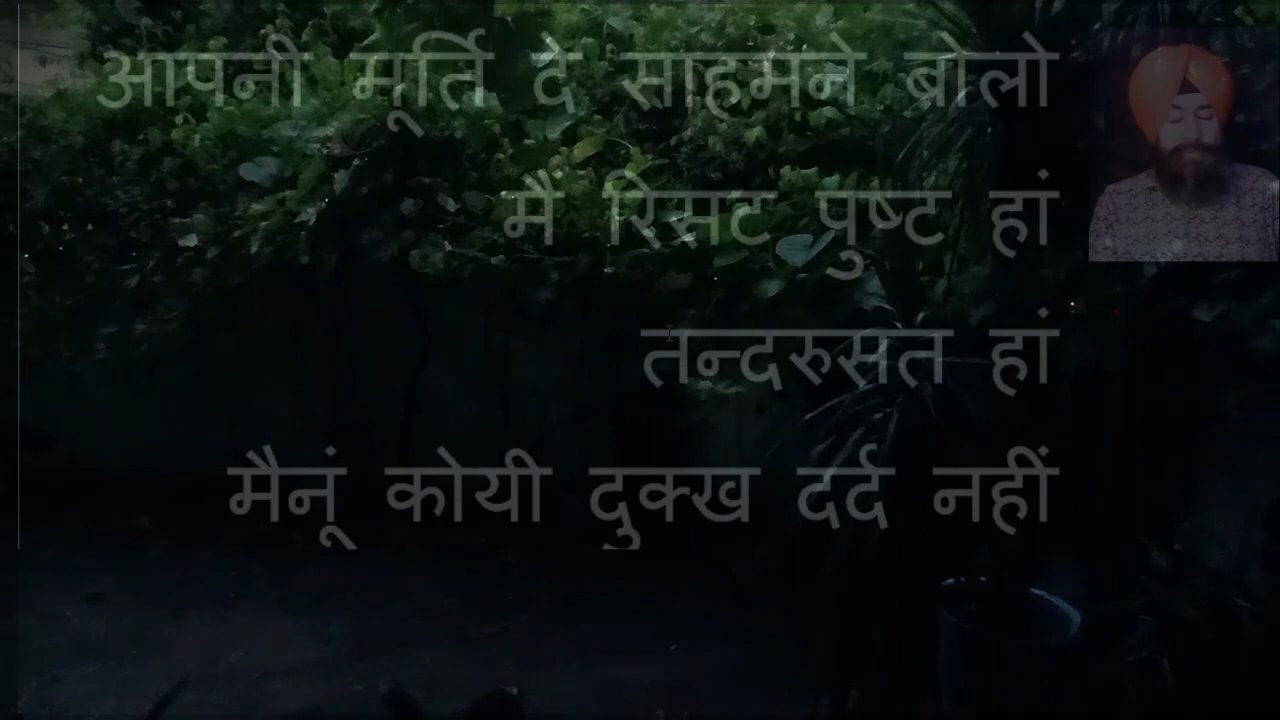 आपनी मूर्ति दे साहमने बोलो
मैं रिसट पुष्ट हां
तन्दरुसत हां
मैनूं कोयी दुक्ख दर्द नहीं